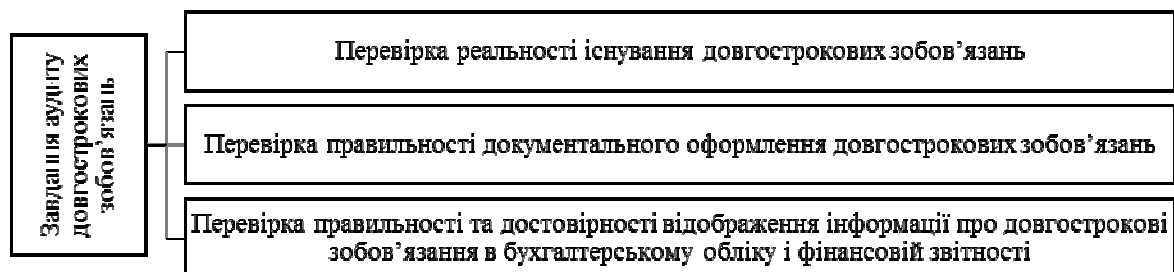 Завдання аудиту
довгострокових
зобов’язань
Перевірка реальності існування довгострокових зобов’язань
Перевірка правильності документального оформлення довгострокових зобов’язань
Перевірка правильності та достовірності відображення інформації про довгострокові
зобов’язання в бухгалтерському обліку і фінансовій звітності